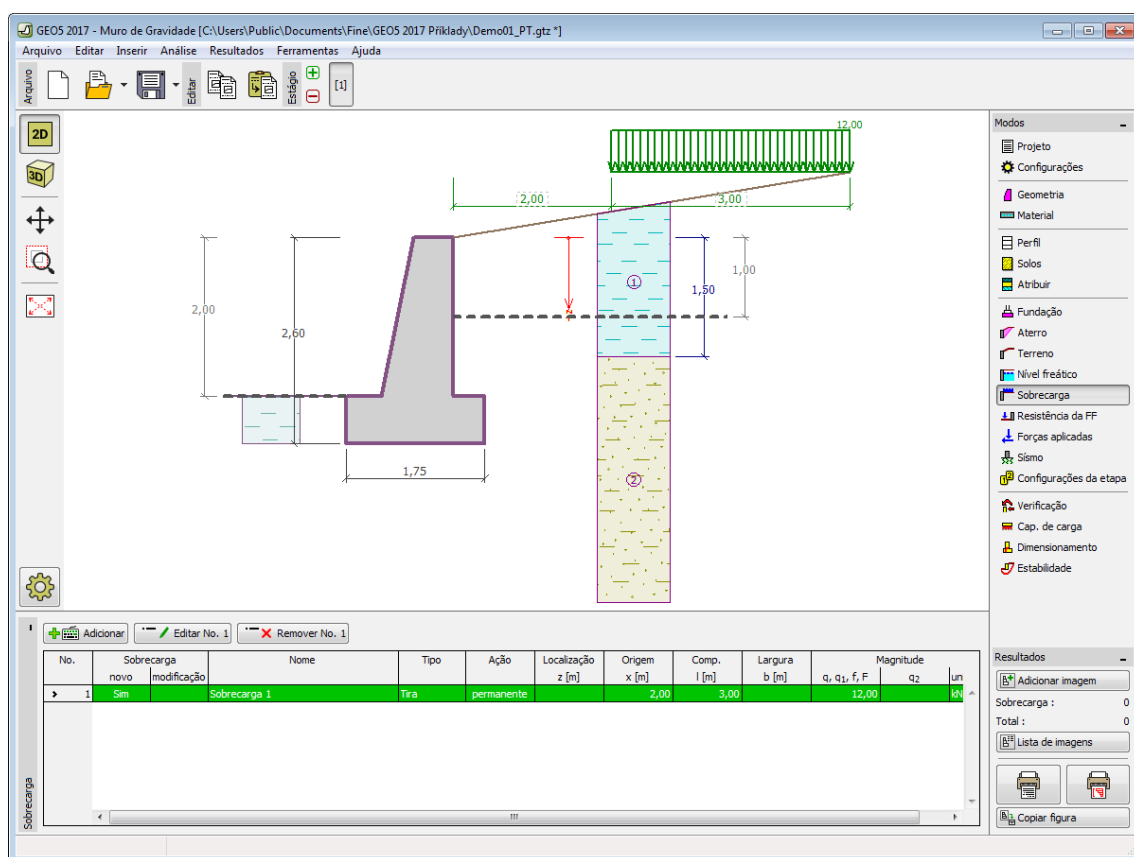 GEO5 2017 - Muro de Gravidade [C:\Users\Public\Documents\Fine\GEO5 2017 Příklady\Demo01_PT.gtz *]
Arquivo Editar Inserir Análise Resultados Ferramentas Ajuda
Arquivo
Editar
Estágio
[1]
2D
3D
12,00
2,00
3,00
1,00
1,50
2,00
2,60
1,75
+z
1
2
Modos
Projeto
Configurações
Geometria
Material
Perfil
Solos
Atribuir
Fundação
Aterro
Terreno
Nível freático
Sobrecarga
Resistência da FF
Forças aplicadas
Sísmo
Configurações da etapa
Verificação
Cap. de carga
Dimensionamento
Estabilidade
Sobrecarga
Adicionar
Editar No. 1
Remover No. 1
No. Sobrecarga Nome Tipo Ação Localização Origem Comp. Largura Magnitude
novo modificação z [m] x [m] l [m] b [m] q, q1, f, F q2 un
1 Sim Sobrecarga 1 Tira permanente 2,00 3,00 12,00 kN
Resultados
Adicionar imagem
Sobrecarga : 0
Total : 0
Lista de imagens
Copiar figura